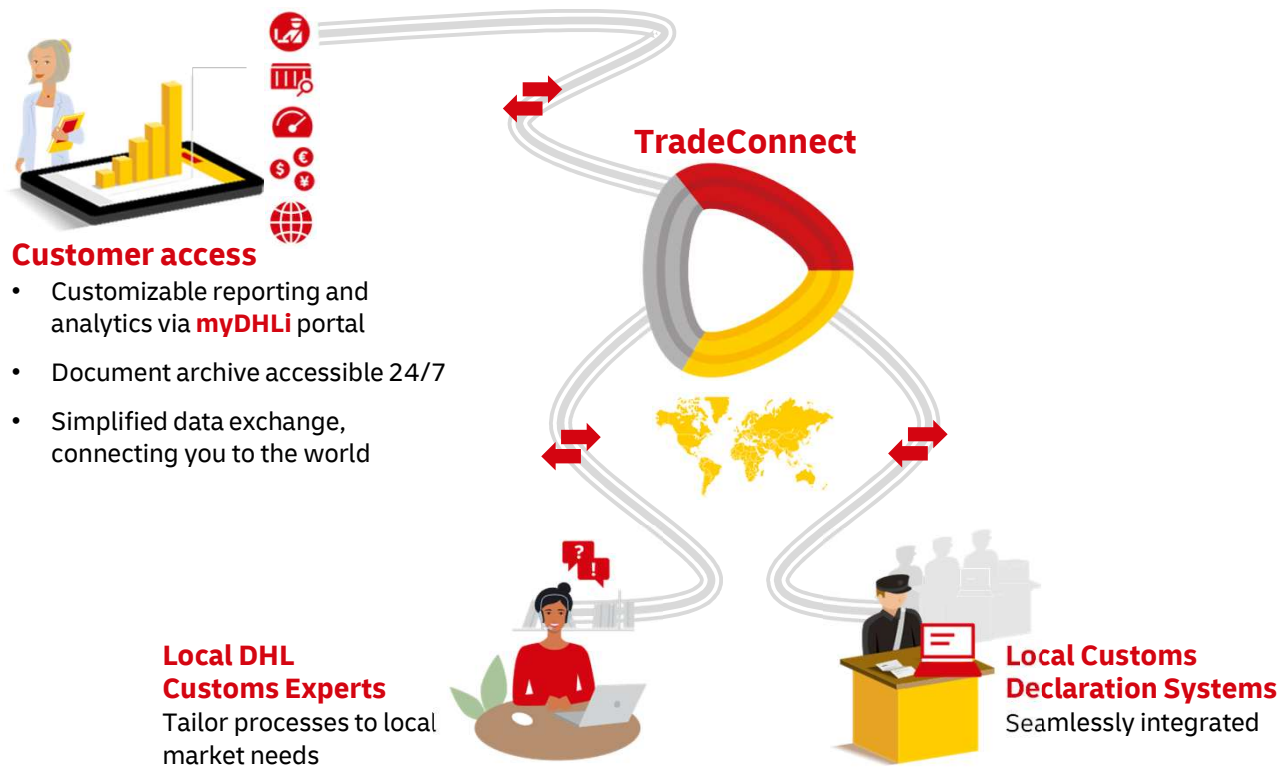 TradeConnect
$
€
¥
Customer access
• Customizable reporting and
analytics via myDHLi portal
• Document archive accessible 24/7
• Simplified data exchange,
connecting you to the world
?
!
Local DHL
Customs Experts
Tailor processes to local
market needs
Local Customs
Declaration Systems
Seamlessly integrated